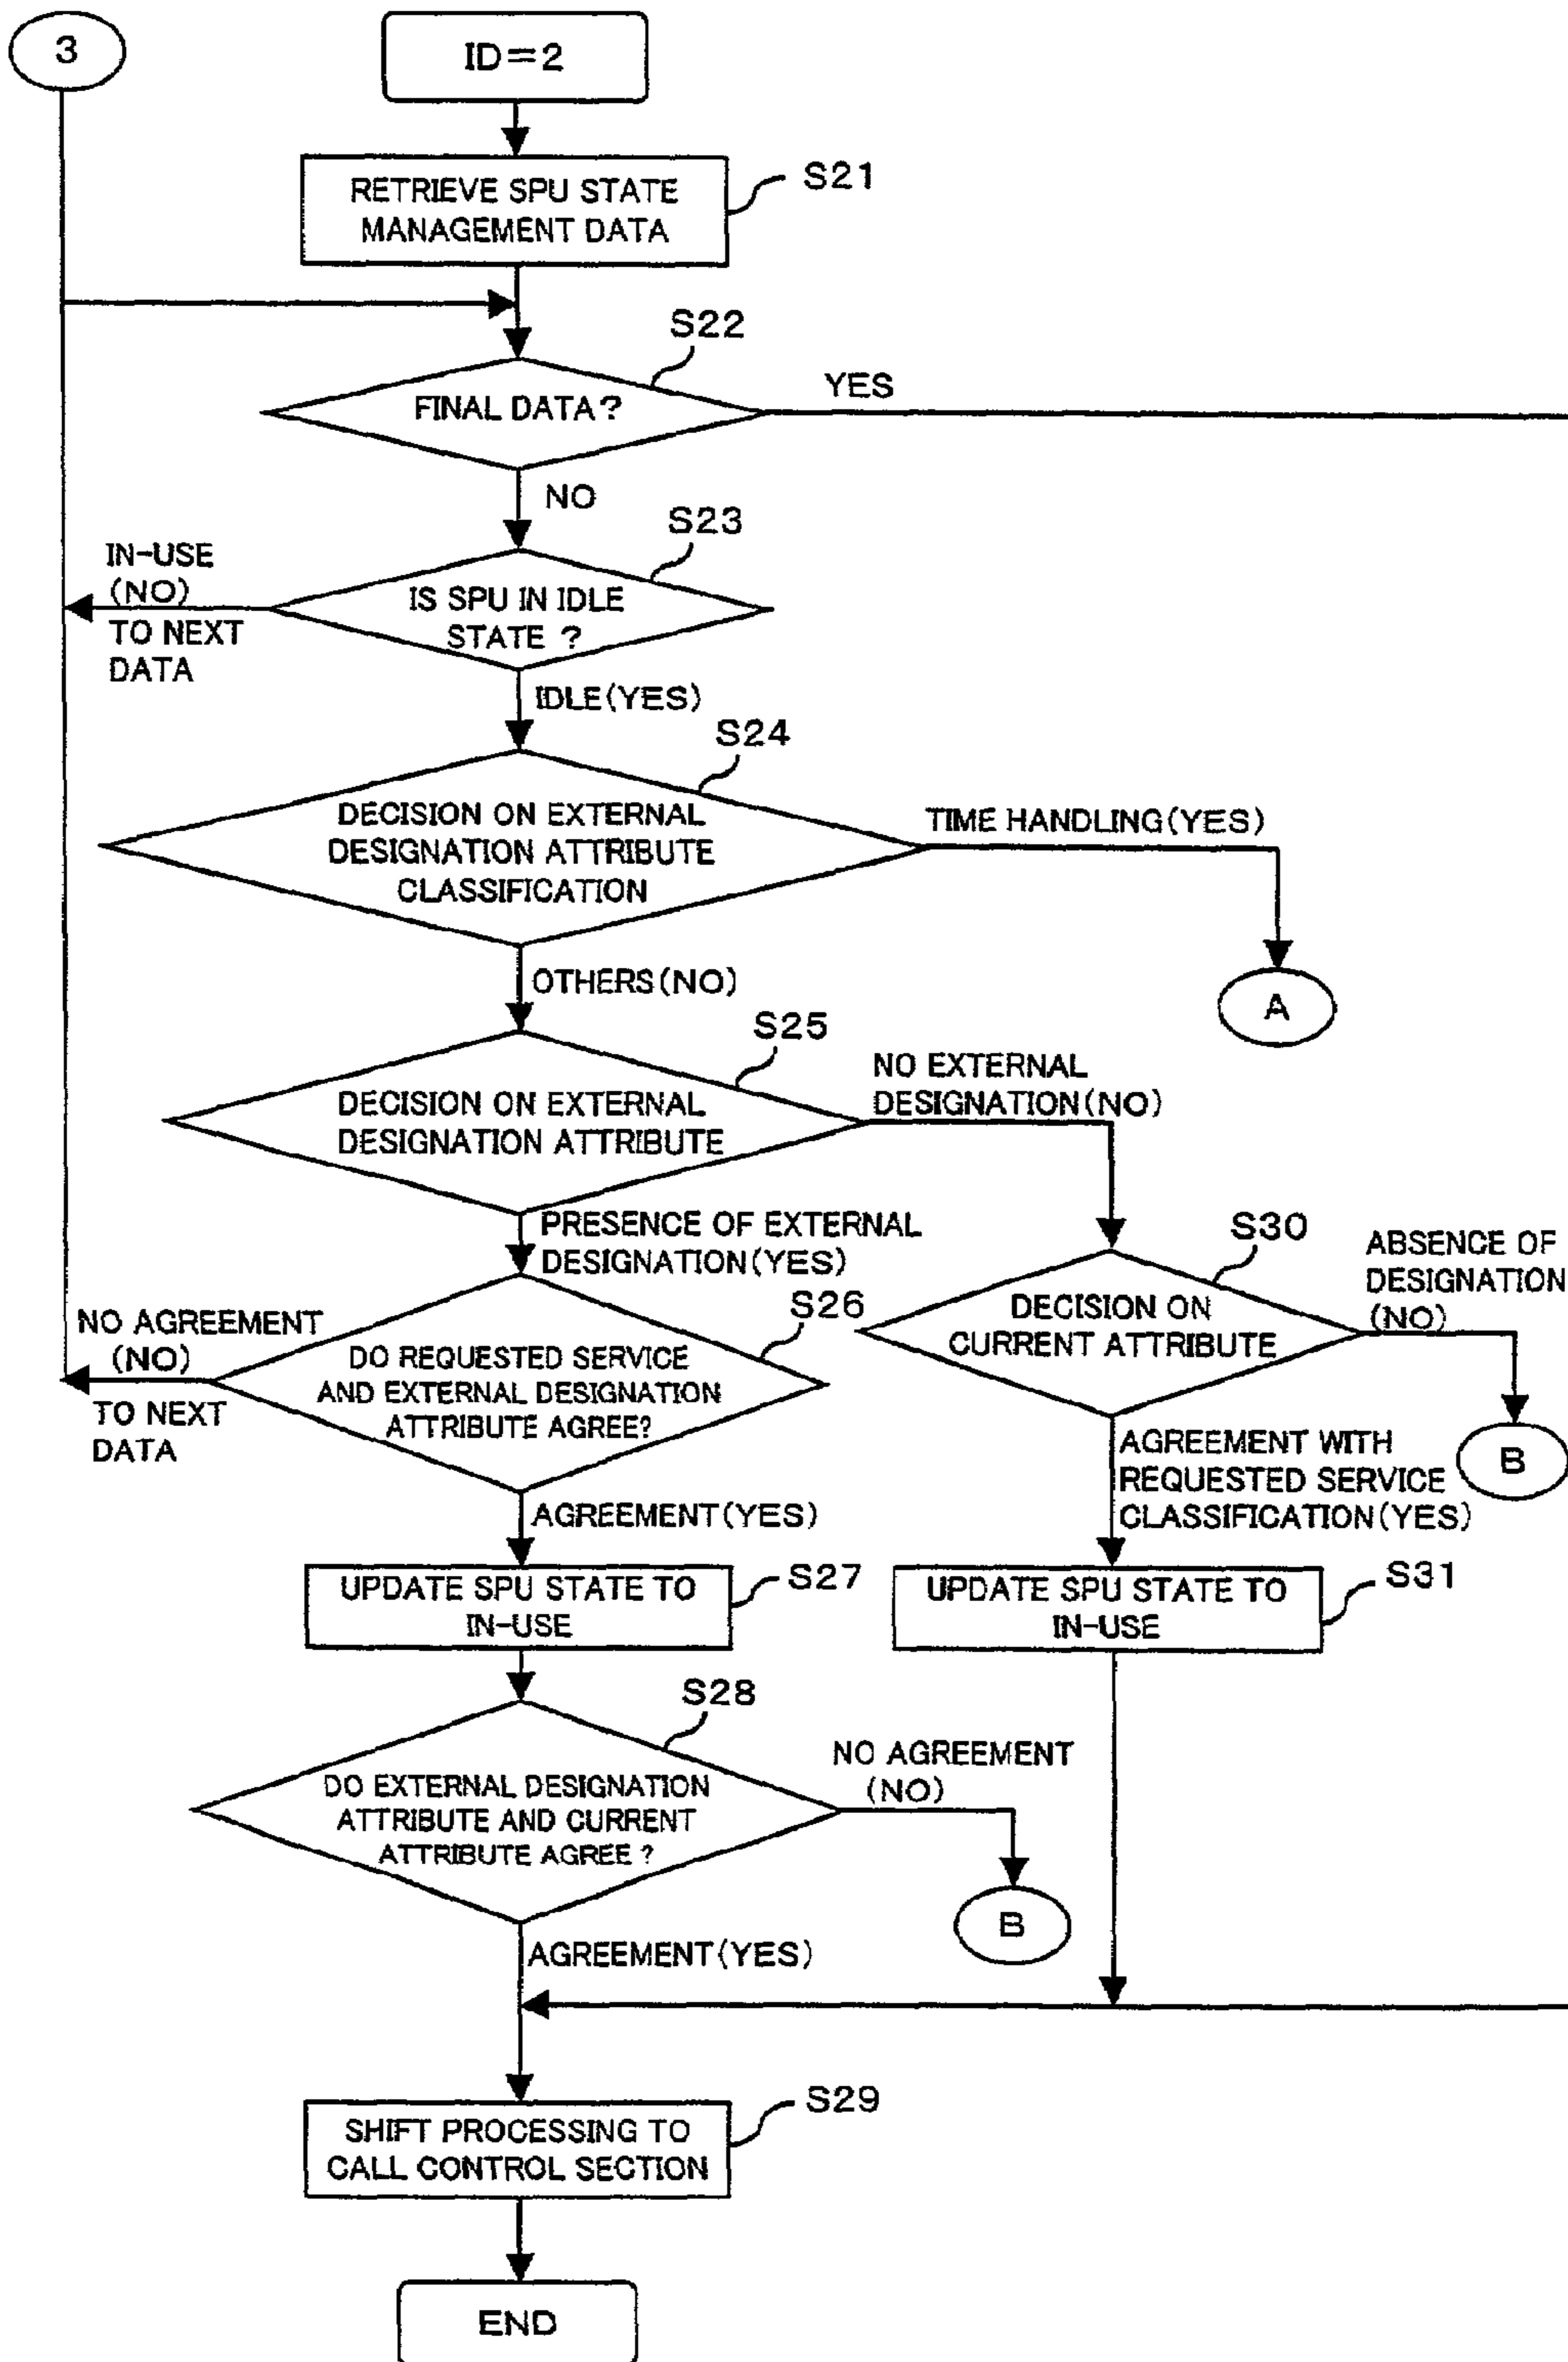 3
ID=2
RETRIEVE SPU STATE
MANAGEMENT DATA
S21
S22
FINAL DATA?
YES
NO
S23
IN-USE
(NO)
TO NEXT
DATA
IS SPU IN IDLE
STATE ?
IDLE(YES)
S24
DECISION ON EXTERNAL
DESIGNATION ATTRIBUTE
CLASSIFICATION
TIME HANDLING(YES)
A
OTHERS(NO)
S25
DECISION ON EXTERNAL
DESIGNATION ATTRIBUTE
NO EXTERNAL
DESIGNATION(NO)
PRESENCE OF EXTERNAL
DESIGNATION(YES)
S30
DECISION ON
CURRENT ATTRIBUTE
ABSENCE OF
DESIGNATION
(NO)
B
S26
NO AGREEMENT
(NO)
TO NEXT
DATA
DO REQUESTED SERVICE
AND EXTERNAL DESIGNATION
ATTRIBUTE AGREE?
AGREEMENT WITH
REQUESTED SERVICE
CLASSIFICATION(YES)
AGREEMENT(YES)
UPDATE SPU STATE TO
IN-USE
S27
UPDATE SPU STATE TO
IN-USE
S31
S28
DO EXTERNAL DESIGNATION
ATTRIBUTE AND CURRENT
ATTRIBUTE AGREE ?
NO AGREEMENT
(NO)
B
AGREEMENT(YES)
SHIFT PROCESSING TO
CALL CONTROL SECTION
S29
END